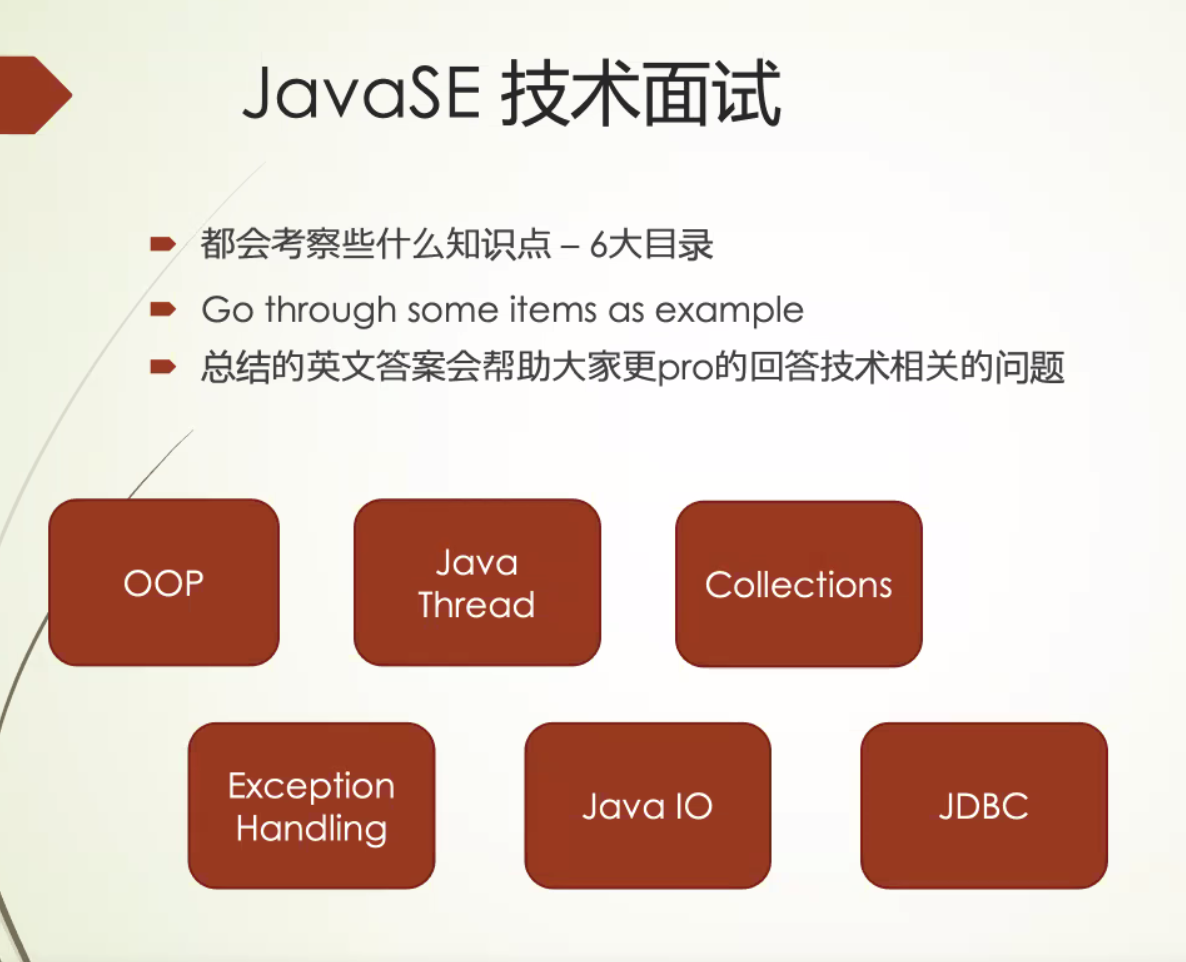 JavaSE 技术面试
都会考察些什么知识点 – 6大目录
Go through some items as example
总结的英文答案会帮助大家更pro的回答技术相关的问题
OOP
Java
Thread
Collections
Exception
Handling
Java IO
JDBC